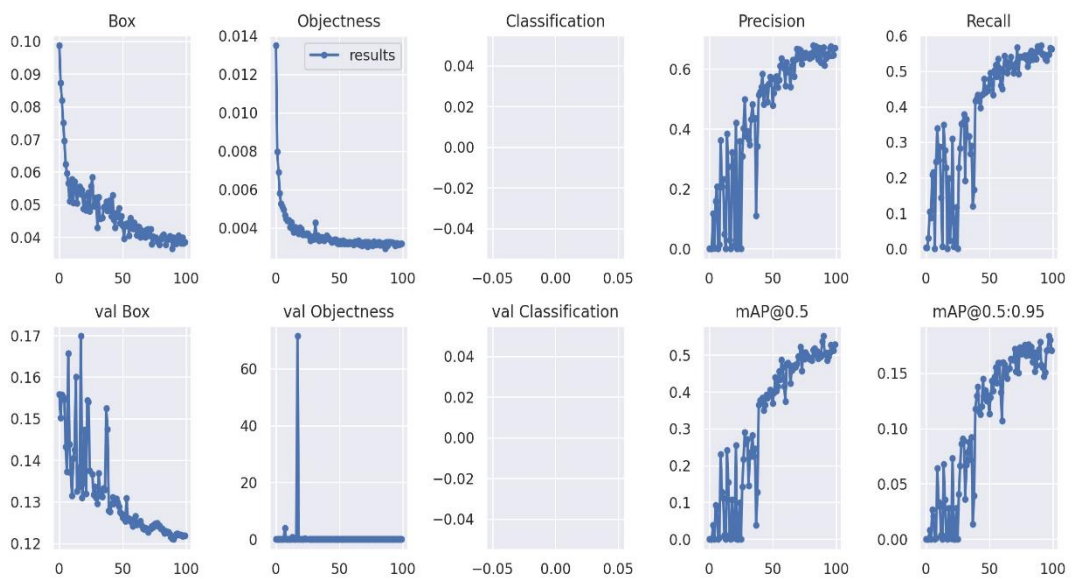 Box
0.10
0.09
0.08
0.07
0.06
0.05
0.04
0 50 100
Objectness
0.014
0.012
0.010
0.008
0.006
0.004
0 50 100
results
Classification
0.04
0.02
0.00
−0.02
−0.04
−0.05 0.00 0.05
Precision
0.6
0.4
0.2
0.0
0 50 100
Recall
0.6
0.5
0.4
0.3
0.2
0.1
0.0
0 50 100
val Box
0.17
0.16
0.15
0.14
0.13
0.12
0 50 100
val Objectness
60
40
20
0
0 50 100
val Classification
0.04
0.02
0.00
−0.02
−0.04
−0.05 0.00 0.05
mAP@0.5
0.5
0.4
0.3
0.2
0.1
0.0
0 50 100
mAP@0.5:0.95
0.15
0.10
0.05
0.00
0 50 100